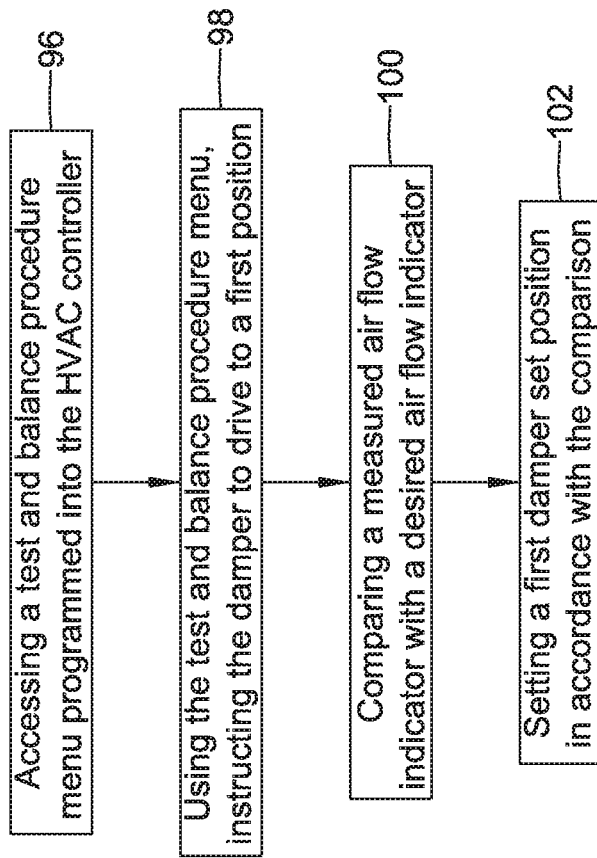 Accessing a test and balance procedure
menu programmed into the HVAC controller
96
Using the test and balance procedure menu,
instructing the damper to drive to a first position
98
Comparing a measured air flow
indicator with a desired air flow indicator
100
Setting a first damper set position
in accordance with the comparison
102